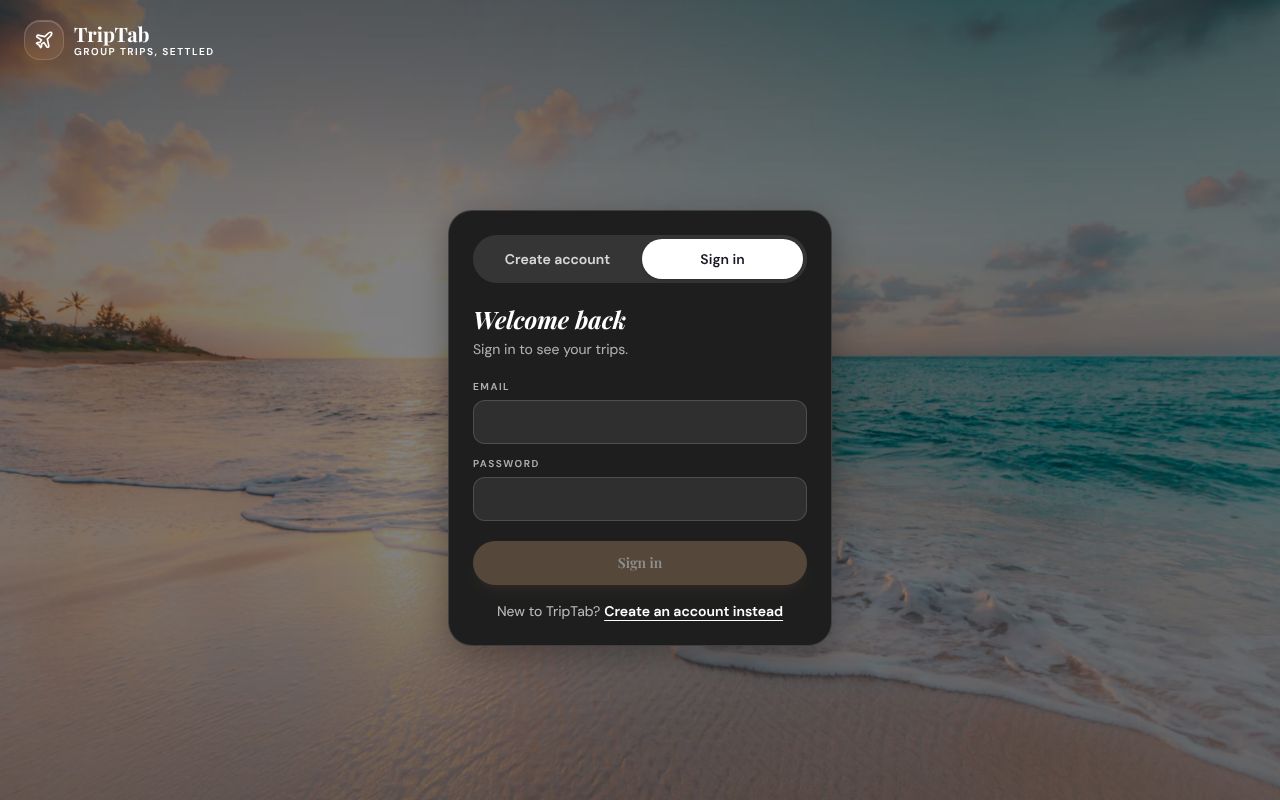 TripTab
GROUP TRIPS, SETTLED
Create account
Sign in
Welcome back
Sign in to see your trips.
EMAIL
PASSWORD
Sign in
New to TripTab? Create an account instead